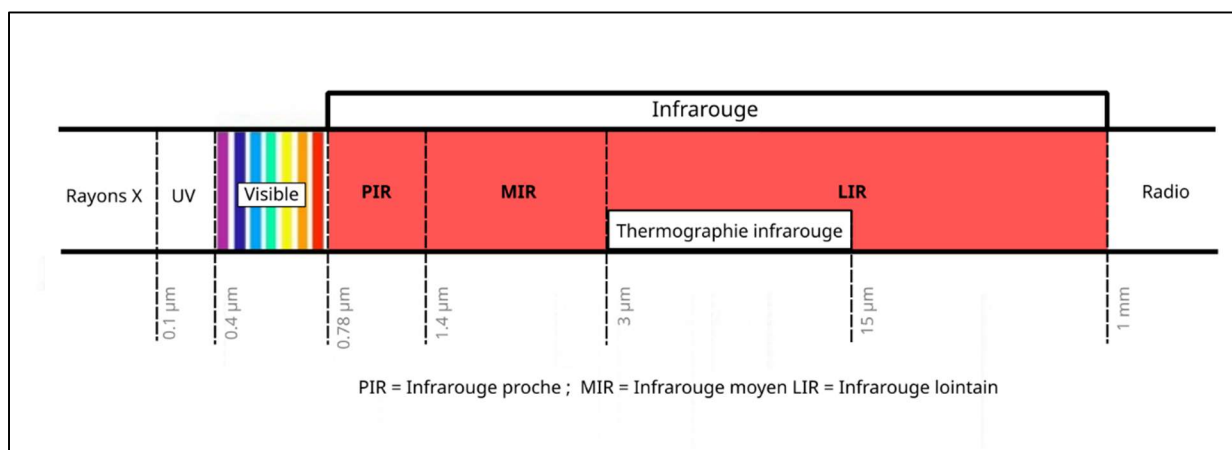 Infrarouge
Rayons X
UV
Visible
PIR
MIR
LIR
Radio
Thermographie infrarouge
0.1 µm
0.4 µm
0.78 µm
1.4 µm
3 µm
15 µm
1 mm
PIR = Infrarouge proche ; MIR = Infrarouge moyen LIR = Infrarouge lointain